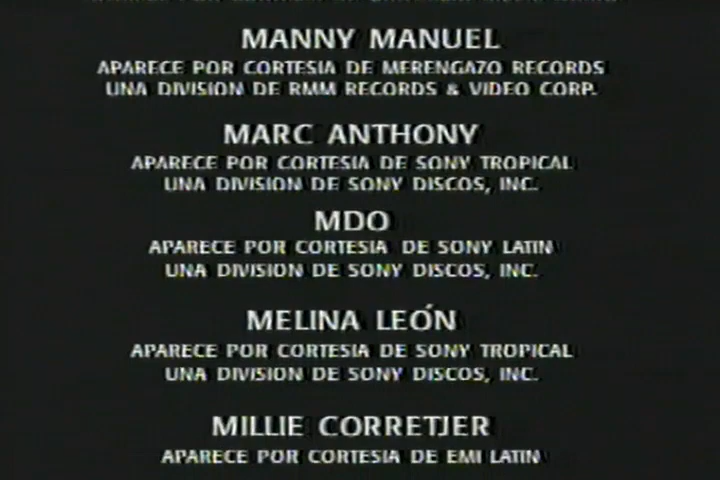 MANNY MANUEL
APARECE POR CORTESIA DE MERENGAZO RECORDS
UNA DIVISION DE RMM RECORDS & VIDEO CORP.
MARC ANTHONY
APARECE POR CORTESIA DE SONY TROPICAL
UNA DIVISION DE SONY DISCOS, INC.
MDO
APARECE POR CORTESIA DE SONY LATIN
UNA DIVISION DE SONY DISCOS, INC.
MELINA LEÓN
APARECE POR CORTESIA DE SONY TROPICAL
UNA DIVISION DE SONY DISCOS, INC.
MILLIE CORRETJER
APARECE POR CORTESIA DE EMI LATIN